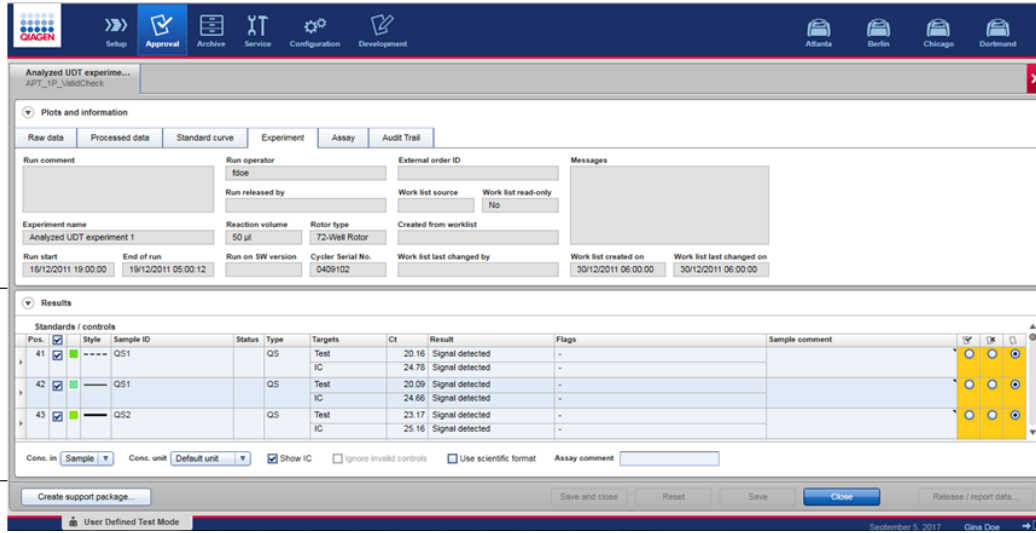 QIAGEN
Setup Approval Archive Service Configuration Development Atlanta Berlin Chicago Dortmund
Analyzed UDT experime...
APT_1P_ValidCheck
Plots and information
Raw data Processed data Standard curve Experiment Assay Audit Trail
Run comment Run operator External order ID Messages
fdoe
Run released by Work list source Work list read-only
No
Experiment name Reaction volume Rotor type Created from worklist
Analyzed UDT experiment 1 50 µl 72-Well Rotor
Run start End of run Run on SW version Cycler Serial No. Work list last changed by Work list created on Work list last changed on
18/12/2011 19:00:00 19/12/2011 05:00:12 0409102 30/12/2011 06:00:00 30/12/2011 06:00:00
Results
Standards / controls
Pos. Style Sample ID Status Type Targets Ct Result Flags Sample comment
41 QS1 QS Test 20.16 Signal detected -
IC 24.78 Signal detected -
42 QS1 QS Test 20.09 Signal detected -
IC 24.66 Signal detected -
43 QS2 QS Test 23.17 Signal detected -
IC 25.16 Signal detected -
Conc. in Sample Conc. unit Default unit Show IC Ignore invalid controls Use scientific format Assay comment
Create support package... Save and close Reset Save Close Release / report data...
User Defined Test Mode September 5, 2017 Gina Doe